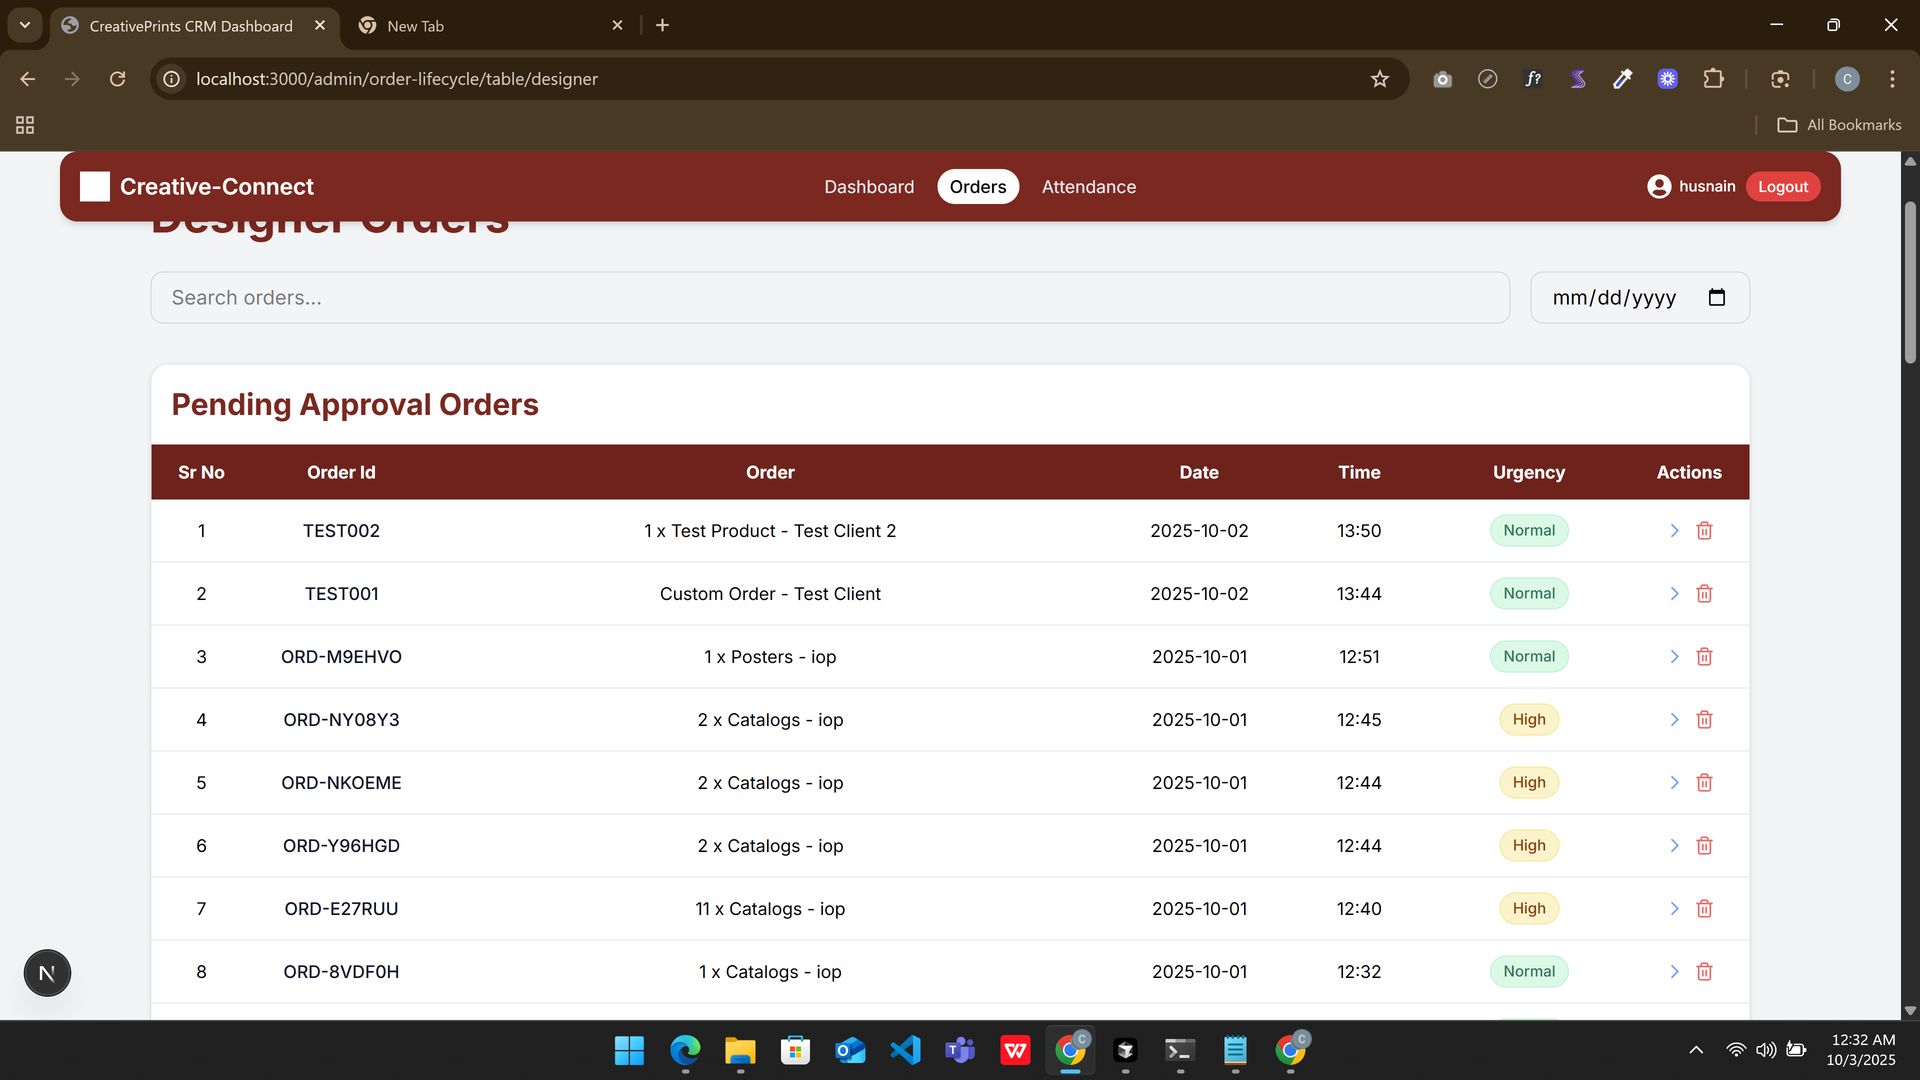 CreativePrints CRM Dashboard
New Tab
localhost:3000/admin/order-lifecycle/table/designer
f?
C
All Bookmarks
Creative-Connect
Dashboard
Orders
Attendance
husnain
Logout
Designer Orders
Search orders...
mm/dd/yyyy
Pending Approval Orders
Sr No Order Id Order Date Time Urgency Actions
1 TEST002 1 x Test Product - Test Client 2 2025-10-02 13:50 Normal
2 TEST001 Custom Order - Test Client 2025-10-02 13:44 Normal
3 ORD-M9EHVO 1 x Posters - iop 2025-10-01 12:51 Normal
4 ORD-NY08Y3 2 x Catalogs - iop 2025-10-01 12:45 High
5 ORD-NKOEME 2 x Catalogs - iop 2025-10-01 12:44 High
6 ORD-Y96HGD 2 x Catalogs - iop 2025-10-01 12:44 High
7 ORD-E27RUU 11 x Catalogs - iop 2025-10-01 12:40 High
8 ORD-8VDF0H 1 x Catalogs - iop 2025-10-01 12:32 Normal
N
12:32 AM
10/3/2025